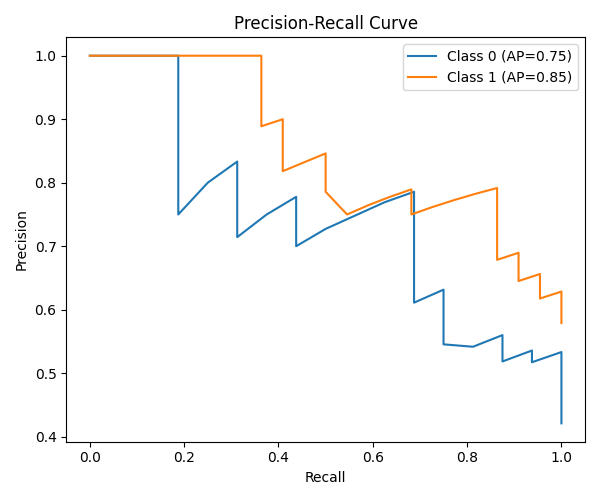 Precision-Recall Curve
Class 0 (AP=0.75)
Class 1 (AP=0.85)
1.0
0.9
0.8
0.7
0.6
0.5
0.4
Precision
0.0 0.2 0.4 0.6 0.8 1.0
Recall